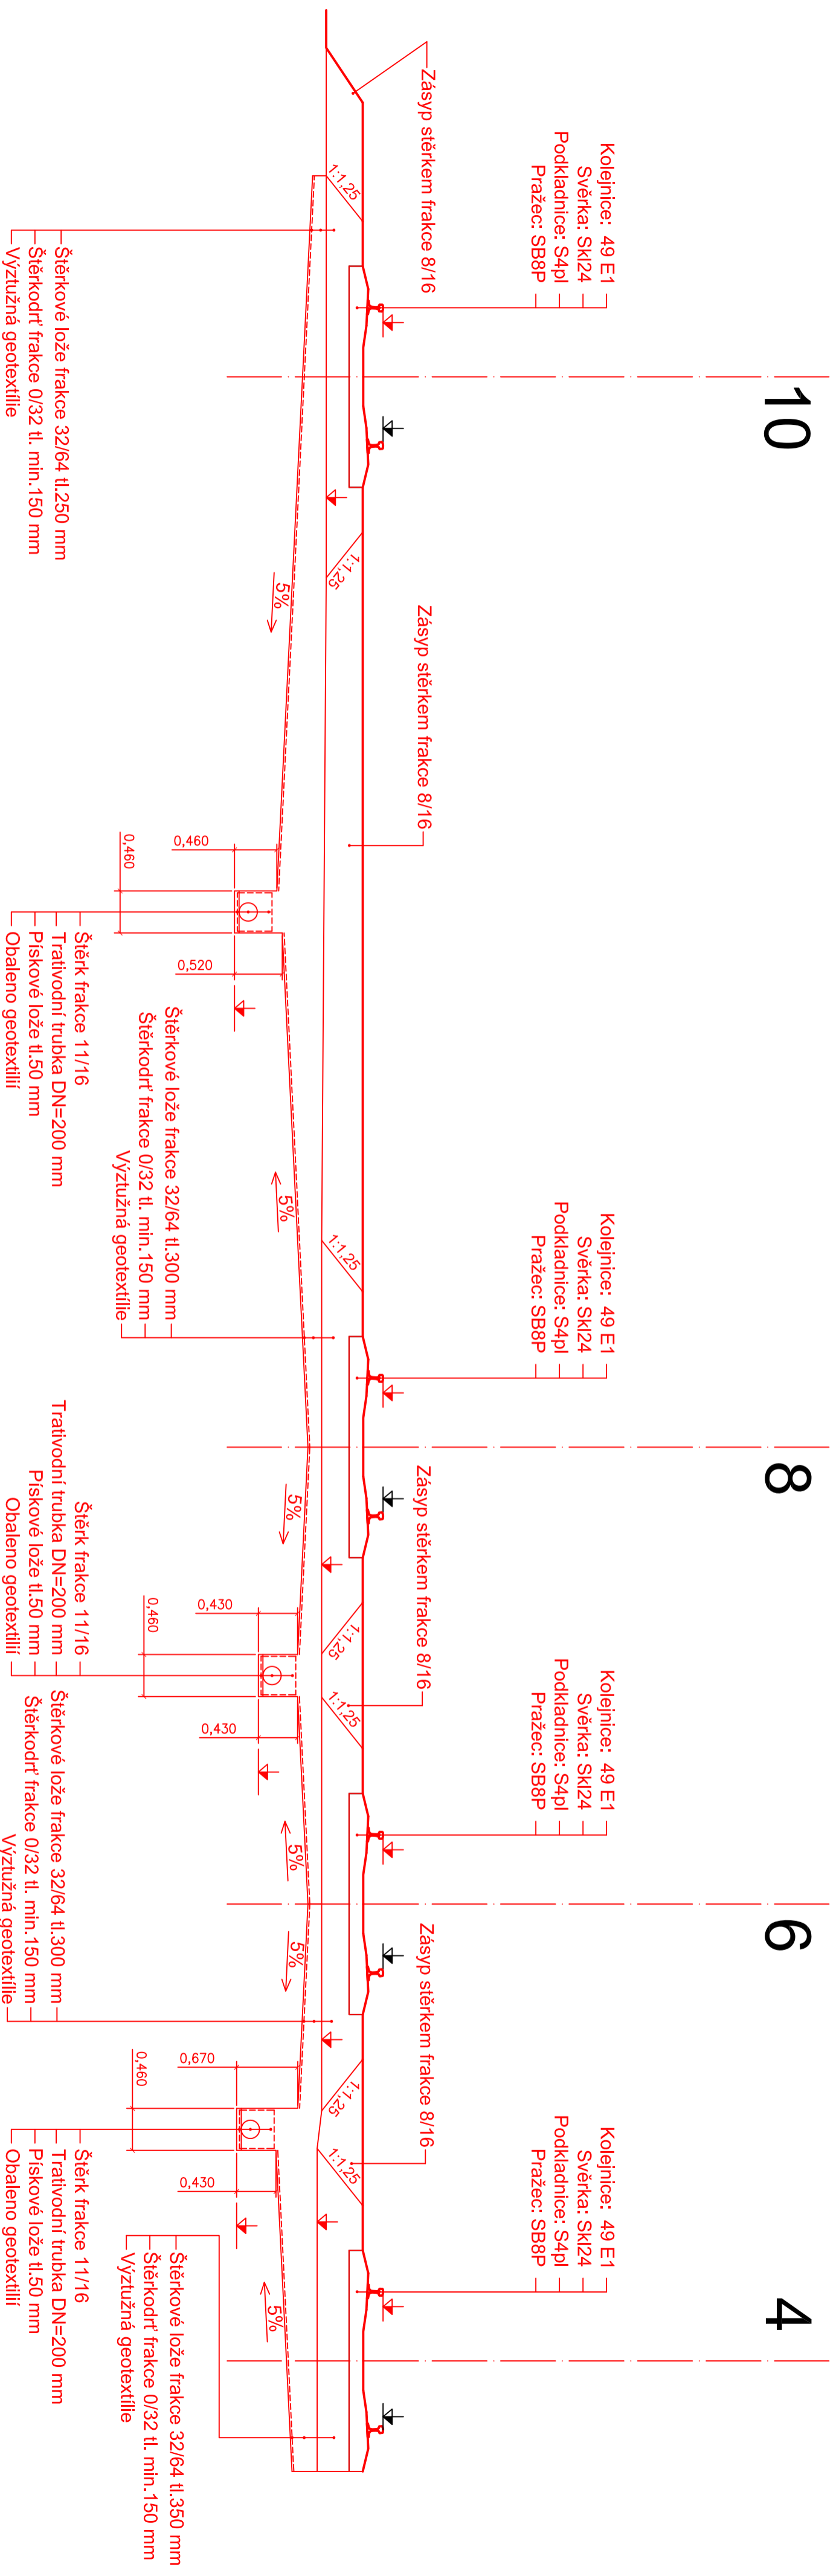 10
8
6
4
Kolejnice: 49 E1
Svěrka: Skl24
Podkladnice: S4pl
Pražec: SB8P
Kolejnice: 49 E1
Svěrka: Skl24
Podkladnice: S4pl
Pražec: SB8P
Kolejnice: 49 E1
Svěrka: Skl24
Podkladnice: S4pl
Pražec: SB8P
Kolejnice: 49 E1
Svěrka: Skl24
Podkladnice: S4pl
Pražec: SB8P
Zásyp stěrkem frakce 8/16
Zásyp stěrkem frakce 8/16
Zásyp stěrkem frakce 8/16
Zásyp stěrkem frakce 8/16
1:1,25
1:1,25
1:1,25
1:1,25
1:1,25
1:1,25
1:1,25
5%
5%
5%
5%
5%
5%
0,460
0,520
0,460
0,430
0,430
0,460
0,670
0,430
0,460
Štěrkové lože frakce 32/64 tl.250 mm
Štěrkodrť frakce 0/32 tl. min.150 mm
Výztužná geotextílie
Štěrk frakce 11/16
Trativodní trubka DN=200 mm
Pískové lože tl.50 mm
Obaleno geotextilií
Štěrkové lože frakce 32/64 tl.300 mm
Štěrkodrť frakce 0/32 tl. min.150 mm
Výztužná geotextílie
Štěrk frakce 11/16
Trativodní trubka DN=200 mm
Pískové lože tl.50 mm
Obaleno geotextilií
Štěrkové lože frakce 32/64 tl.300 mm
Štěrkodrť frakce 0/32 tl. min.150 mm
Výztužná geotextílie
Štěrk frakce 11/16
Trativodní trubka DN=200 mm
Pískové lože tl.50 mm
Obaleno geotextilií
Štěrkové lože frakce 32/64 tl.350 mm
Štěrkodrť frakce 0/32 tl. min.150 mm
Výztužná geotextílie